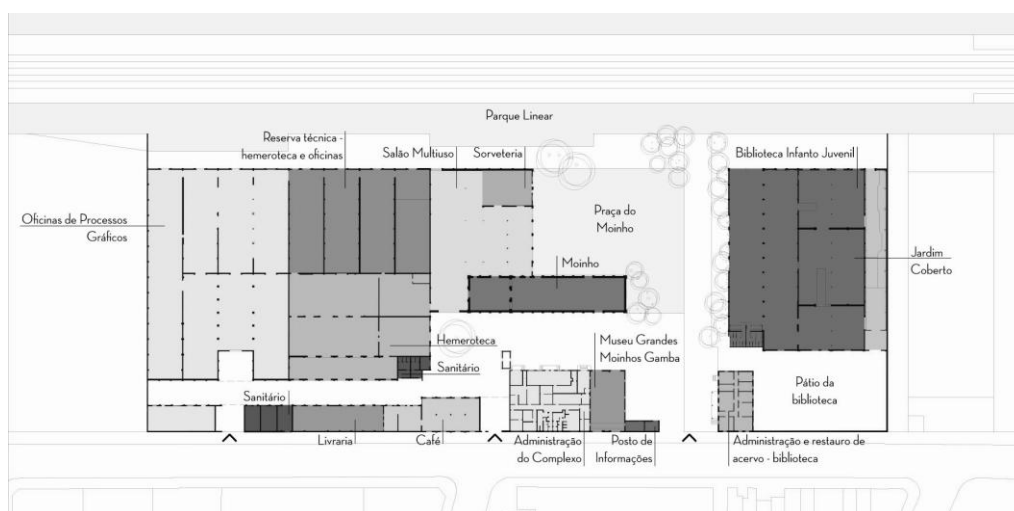 Parque Linear
Reserva técnica -
hemeroteca e oficinas
Salão Multiuso
Sorveteria
Biblioteca Infanto Juvenil
Oficinas de Processos
Gráficos
Praça do
Moinho
Moinho
Jardim
Coberto
Hemeroteca
Sanitário
Museu Grandes
Moinhos Gamba
Pátio da
biblioteca
Sanitário
Livraria
Café
Administração
do Complexo
Posto de
Informações
Administração e restauro de
acervo - biblioteca